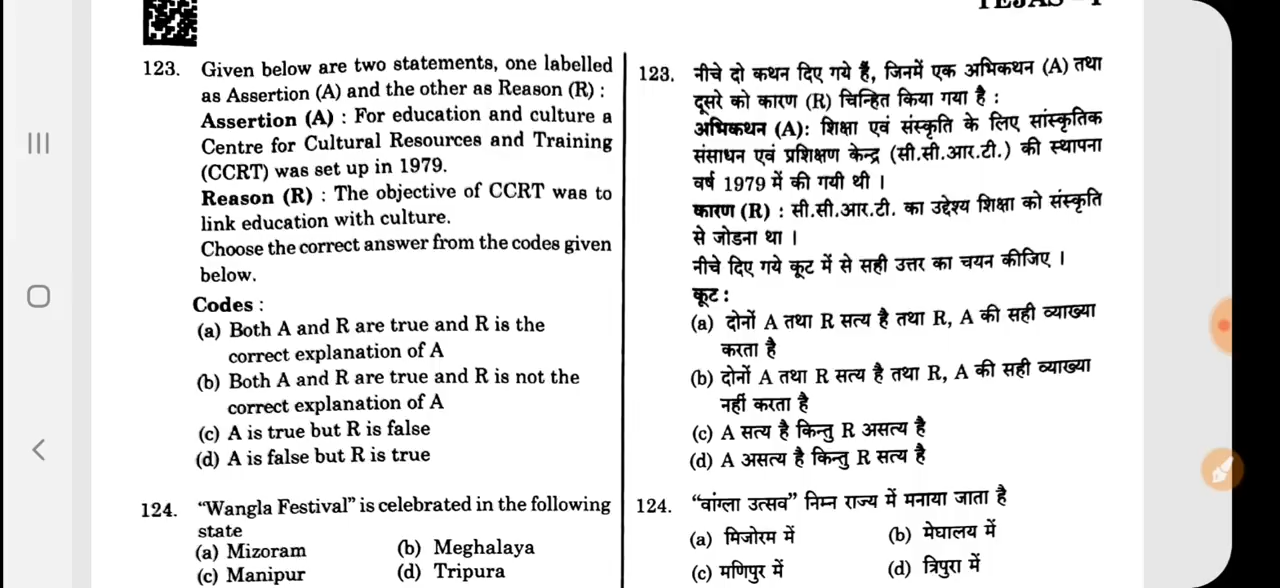 123. Given below are two statements, one labelled
as Assertion (A) and the other as Reason (R) :
Assertion (A) : For education and culture a
Centre for Cultural Resources and Training
(CCRT) was set up in 1979.
Reason (R) : The objective of CCRT was to
link education with culture.
Choose the correct answer from the codes given
below.
Codes :
(a) Both A and R are true and R is the
correct explanation of A
(b) Both A and R are true and R is not the
correct explanation of A
(c) A is true but R is false
(d) A is false but R is true
124. “Wangla Festival” is celebrated in the following
state
(a) Mizoram (b) Meghalaya
(c) Manipur (d) Tripura
123. नीचे दो कथन दिए गये हैं, जिनमें एक अभिकथन (A) तथा
दूसरे को कारण (R) चिन्हित किया गया है :
अभिकथन (A): शिक्षा एवं संस्कृति के लिए सांस्कृतिक
संसाधन एवं प्रशिक्षण केन्द्र (सी.सी.आर.टी.) की स्थापना
वर्ष 1979 में की गयी थी ।
कारण (R) : सी.सी.आर.टी. का उद्देश्य शिक्षा को संस्कृति
से जोडना था ।
नीचे दिए गये कूट में से सही उत्तर का चयन कीजिए ।
कूट :
(a) दोनों A तथा R सत्य है तथा R, A की सही व्याख्या
करता है
(b) दोनों A तथा R सत्य है तथा R, A की सही व्याख्या
नहीं करता है
(c) A सत्य है किन्तु R असत्य है
(d) A असत्य है किन्तु R सत्य है
124. “वांग्ला उत्सव” निम्न राज्य में मनाया जाता है
(a) मिजोरम में (b) मेघालय में
(c) मणिपुर में (d) त्रिपुरा में